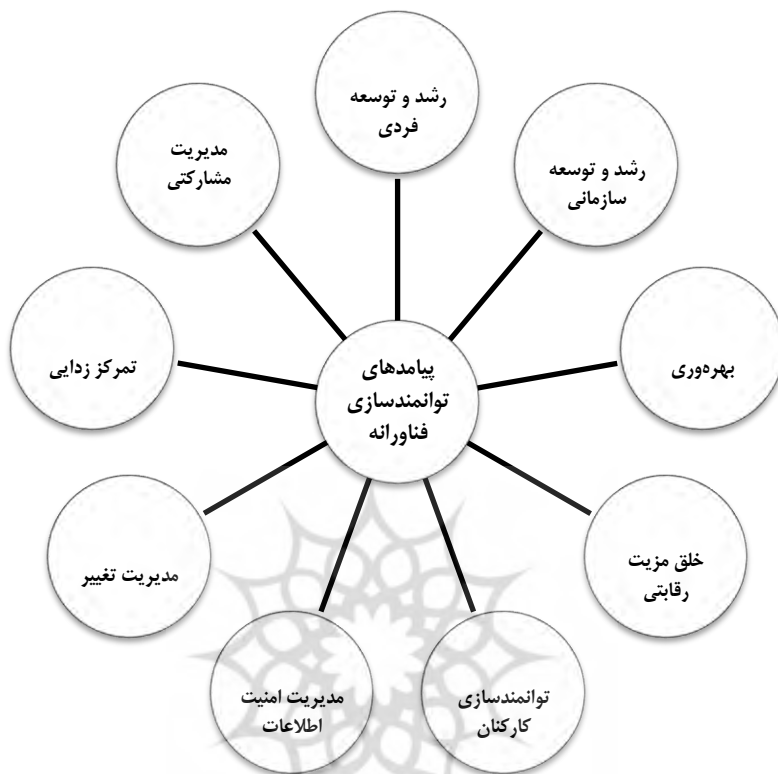 رشد و توسعه
فردی
رشد و توسعه
سازمانی
بهره‌وری
خلق مزیت
رقابتی
توانمندسازی
کارکنان
مدیریت امنیت
اطلاعات
مدیریت تغییر
تمرکز زدایی
مدیریت
مشارکتی
پیامدهای
توانمندسازی
فناورانه